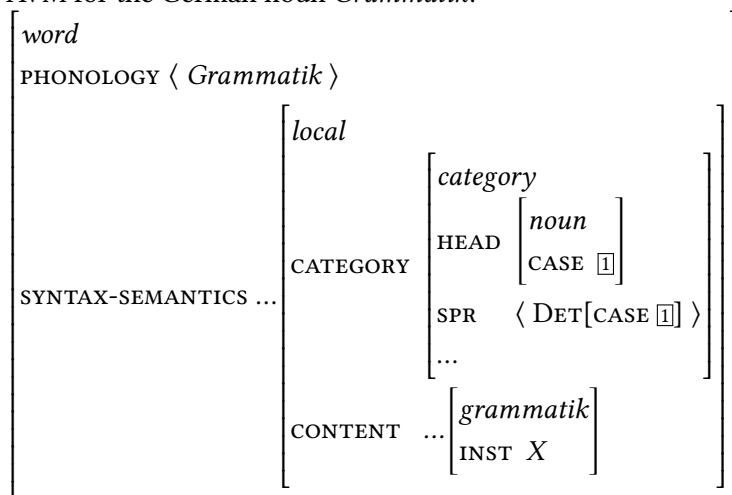 AVM for the German noun Grammatik:
word
PHONOLOGY ⟨ Grammatik ⟩
local
category
noun
HEAD
CASE 1
CATEGORY
SYNTAX-SEMANTICS ...
SPR ⟨ DET[CASE 1] ⟩
...
grammatik
CONTENT ...
INST X